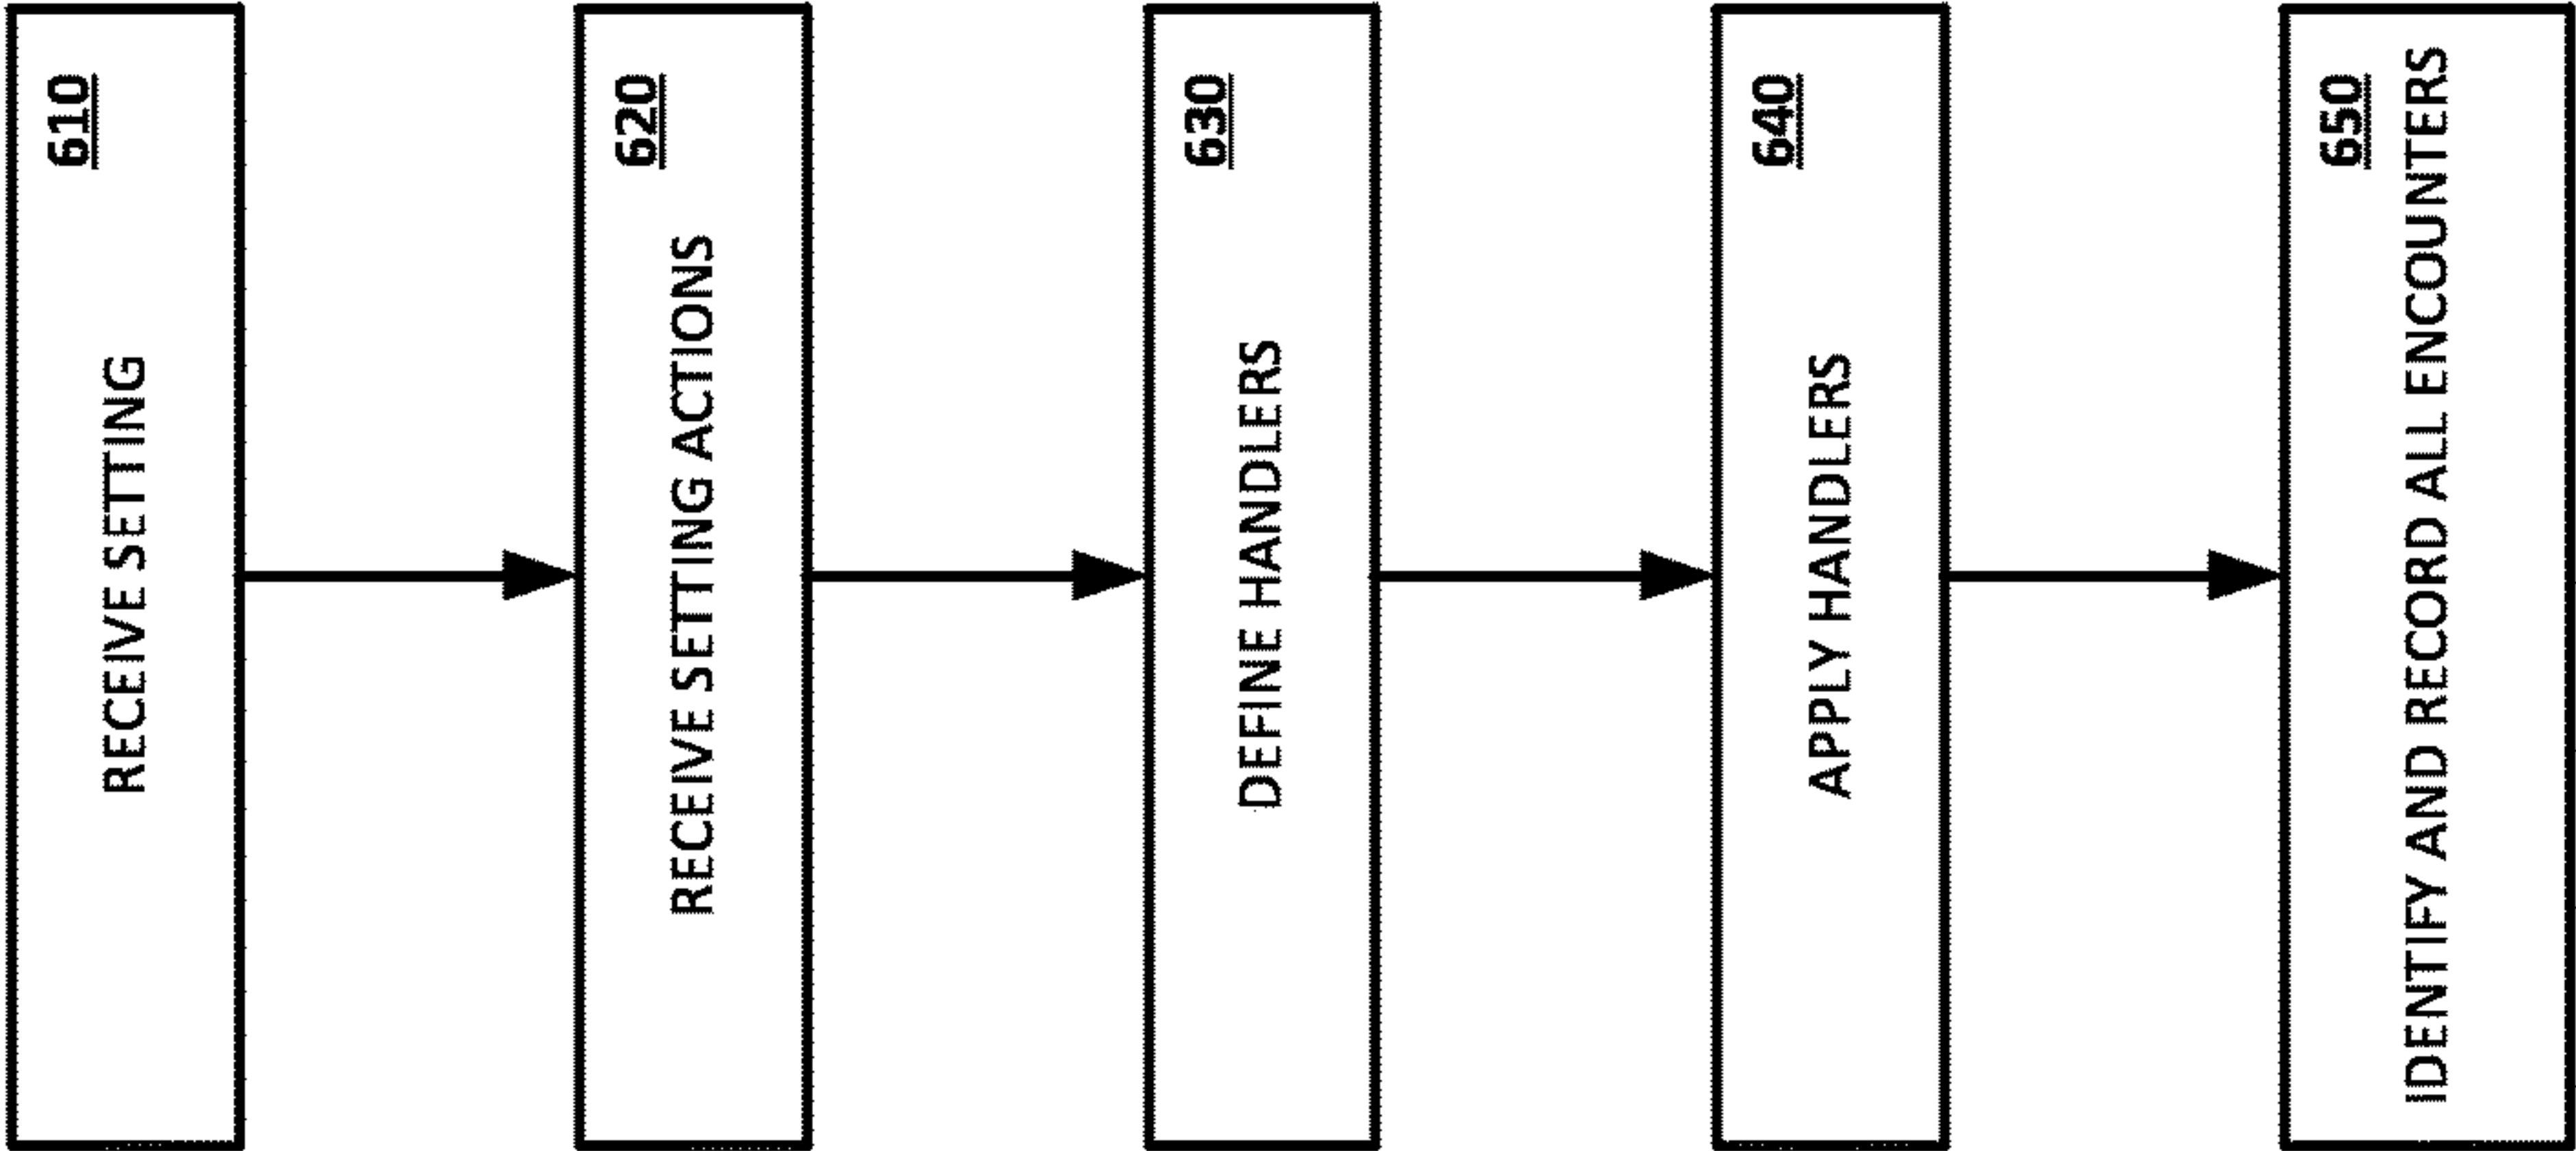 610
RECEIVE SETTING
620
RECEIVE SETTING ACTIONS
630
DEFINE HANDLERS
640
APPLY HANDLERS
650
IDENTIFY AND RECORD ALL ENCOUNTERS